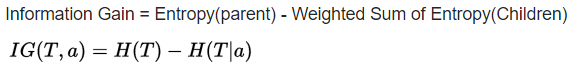 Information Gain = Entropy(parent) - Weighted Sum of Entropy(Children)
IG(T, a) = H(T) − H(T|a)